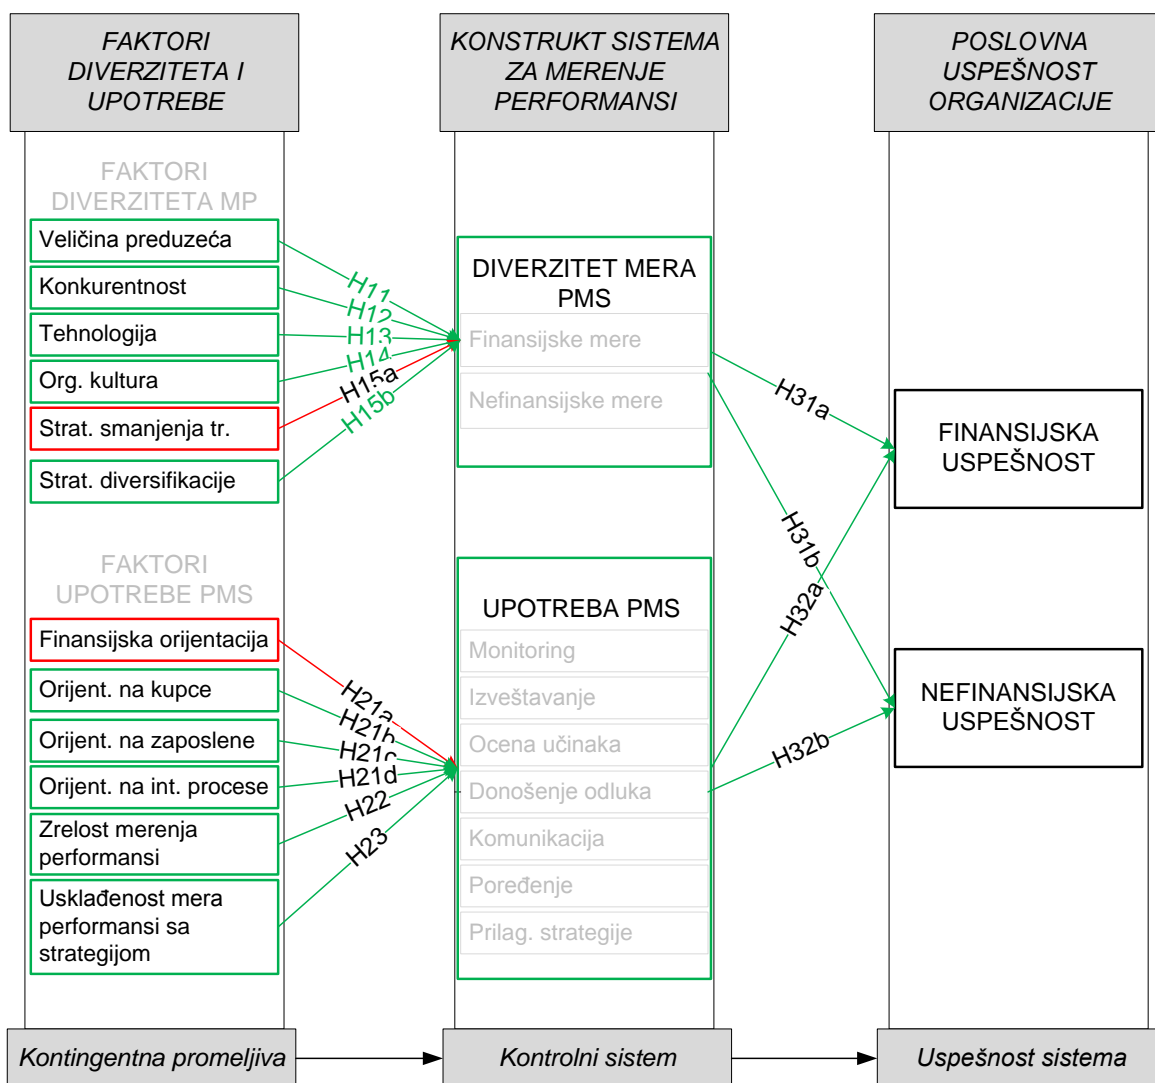 FAKTORI
DIVERZITETA I
UPOTREBE
KONSTRUKT SISTEMA
ZA MERENJE
PERFORMANSI
POSLOVNA
USPEŠNOST
ORGANIZACIJE
FAKTORI
DIVERZITETA MP
Veličina preduzeća
Konkurentnost
Tehnologija
Org. kultura
Strat. smanjenja tr.
Strat. diversifikacije
H11
H12
H13
H14
H15a
H15b
DIVERZITET MERA
PMS
Finansijske mere
Nefinansijske mere
FAKTORI
UPOTREBE PMS
Finansijska orijentacija
Orijent. na kupce
Orijent. na zaposlene
Orijent. na int. procese
Zrelost merenja
performansi
Usklađenost mera
performansi sa
strategijom
H21a
H21b
H21c
H21d
H22
H23
UPOTREBA PMS
Monitoring
Izveštavanje
Ocena učinaka
Donošenje odluka
Komunikacija
Poređenje
Prilag. strategije
H31a
H31b
H32a
H32b
FINANSIJSKA
USPEŠNOST
NEFINANSIJSKA
USPEŠNOST
Kontingentna promeljiva
Kontrolni sistem
Uspešnost sistema